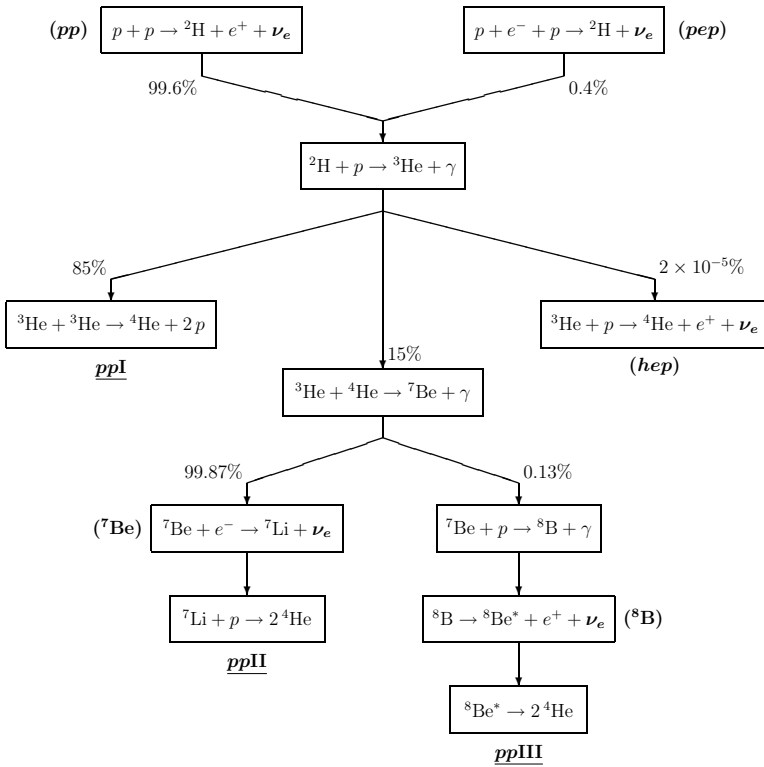 (pp) p + p → ²H + e⁺ + νₑ
p + e⁻ + p → ²H + νₑ (pep)
99.6%
0.4%
²H + p → ³He + γ
85%
2 × 10⁻⁵%
³He + ³He → ⁴He + 2 p
³He + p → ⁴He + e⁺ + νₑ
ppI
15%
(hep)
³He + ⁴He → ⁷Be + γ
99.87%
0.13%
(⁷Be) ⁷Be + e⁻ → ⁷Li + νₑ
⁷Be + p → ⁸B + γ
⁷Li + p → 2 ⁴He
⁸B → ⁸Be* + e⁺ + νₑ (⁸B)
ppII
⁸Be* → 2 ⁴He
ppIII